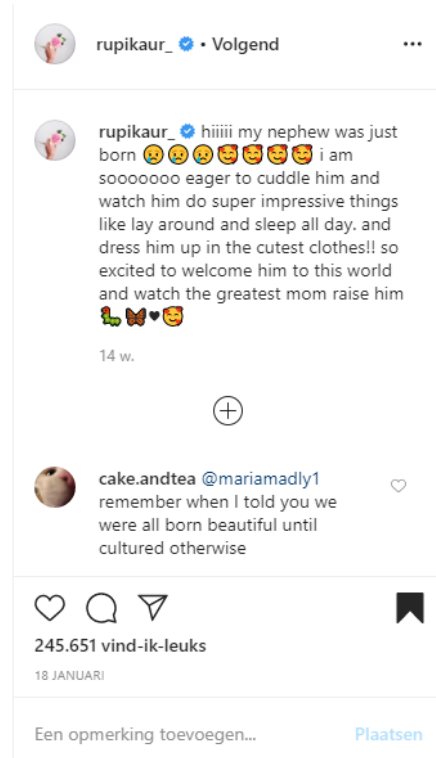 rupikaur_ • Volgend •••
rupikaur_ hiiiii my nephew was just
born 😢😢😢🥰🥰🥰🥰 i am
sooooooo eager to cuddle him and
watch him do super impressive things
like lay around and sleep all day. and
dress him up in the cutest clothes!! so
excited to welcome him to this world
and watch the greatest mom raise him
🐛🦋♥🥰
14 w.
cake.andtea @mariamadly1
remember when I told you we
were all born beautiful until
cultured otherwise
245.651 vind-ik-leuks
18 JANUARI
Een opmerking toevoegen... Plaatsen